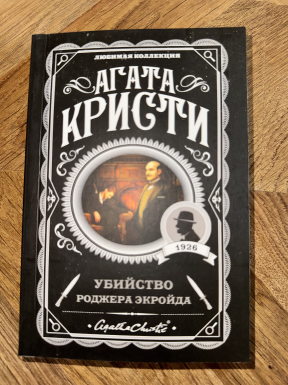 ЛЮБИМАЯ КОЛЛЕКЦИЯ
АГАТА
КРИСТИ
1926
УБИЙСТВО
РОДЖЕРА ЭКРОЙДА
Agatha Christie